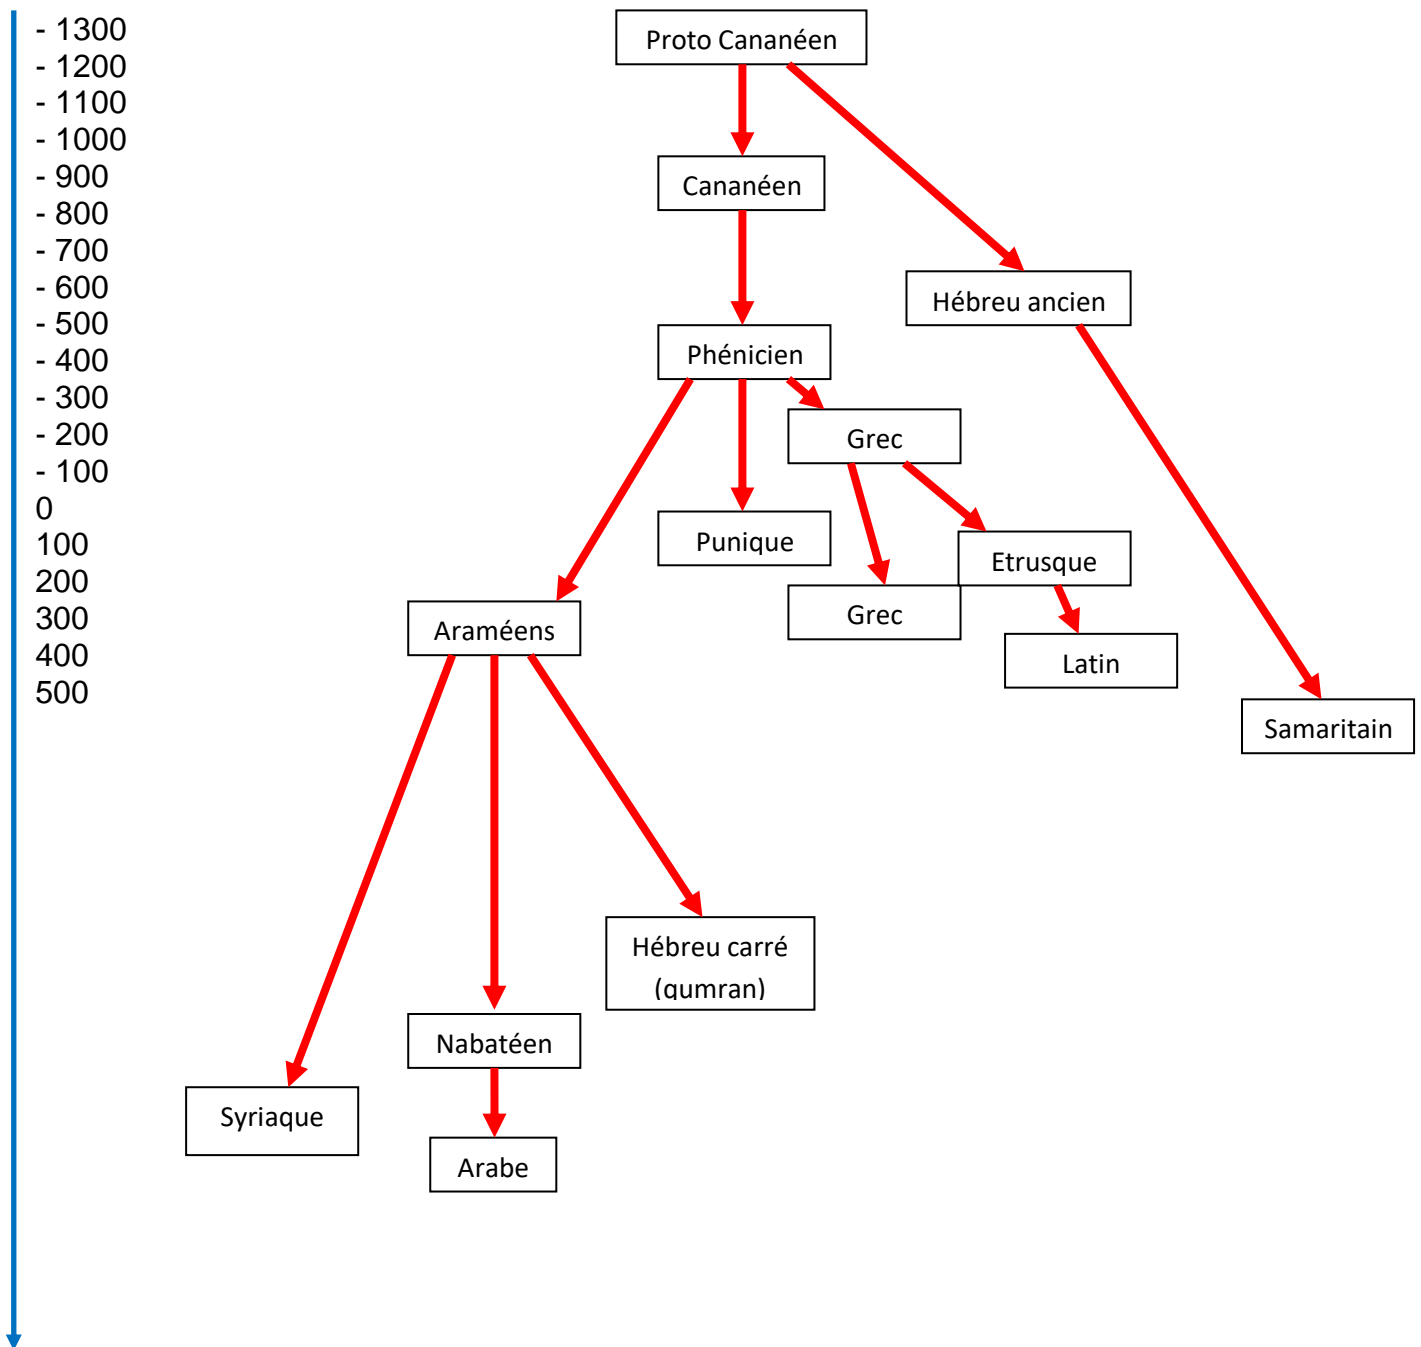 - 1300
- 1200
- 1100
- 1000
- 900
- 800
- 700
- 600
- 500
- 400
- 300
- 200
- 100
0
100
200
300
400
500
Proto Cananéen
Cananéen
Hébreu ancien
Phénicien
Grec
Punique
Etrusque
Grec
Araméens
Latin
Samaritain
Hébreu carré
(qumran)
Nabatéen
Syriaque
Arabe